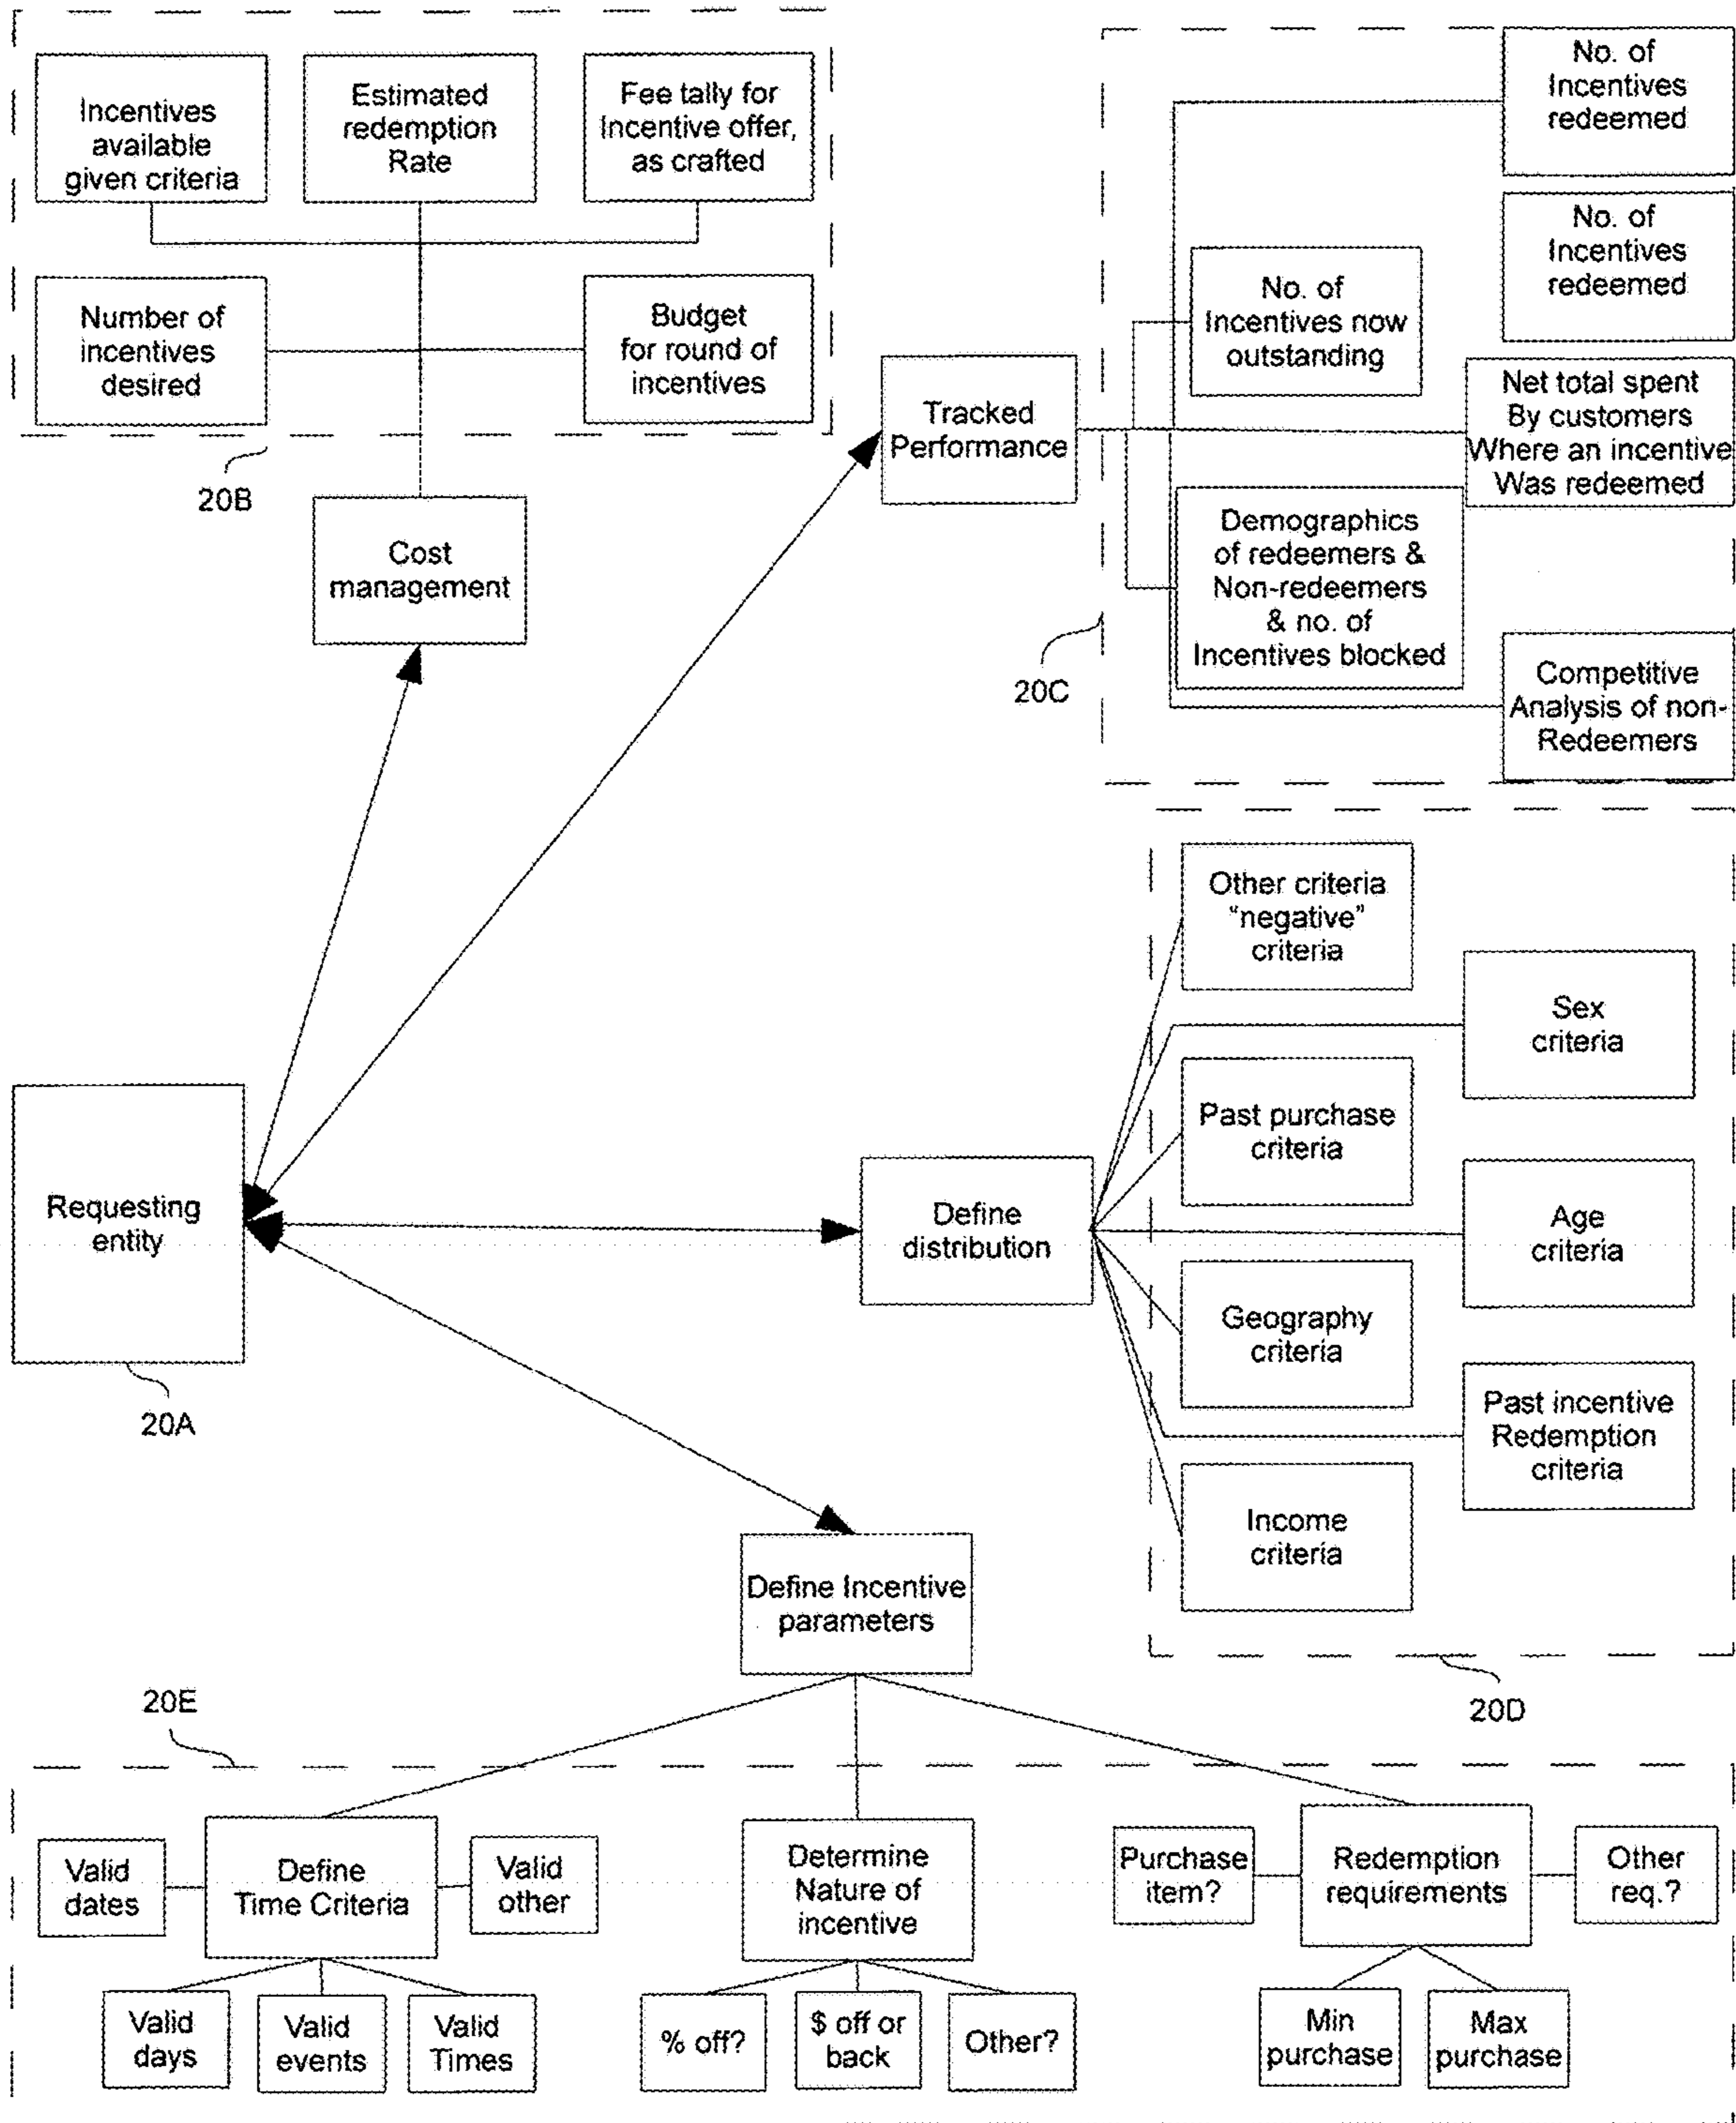 Incentives
available
given criteria
Estimated
redemption
Rate
Fee tally for
Incentive offer,
as crafted
Number of
incentives
desired
Budget
for round of
incentives
20B
Cost
management
Tracked
Performance
No. of
Incentives
redeemed
No. of
Incentives
redeemed
No. of
Incentives now
outstanding
Net total spent
By customers
Where an incentive
Was redeemed
Demographics
of redeemers &
Non-redeemers
& no. of
Incentives blocked
20C
Competitive
Analysis of non-
Redeemers
Other criteria
“negative”
criteria
Sex
criteria
Past purchase
criteria
Requesting
entity
20A
Define
distribution
Age
criteria
Geography
criteria
Past incentive
Redemption
criteria
Income
criteria
20D
Define Incentive
parameters
20E
Valid
dates
Define
Time Criteria
Valid
other
Valid
days
Valid
events
Valid
Times
Determine
Nature of
incentive
% off?
$ off or
back
Other?
Purchase
item?
Redemption
requirements
Other
req.?
Min
purchase
Max
purchase